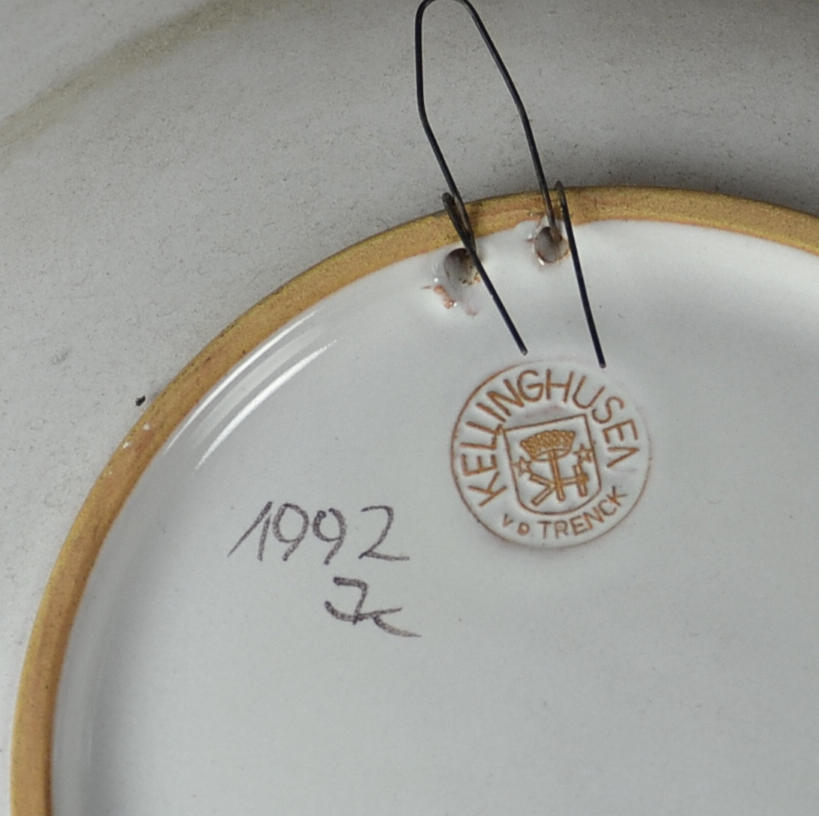 KELLINGHUSEN
V.D. TRENCK
1992